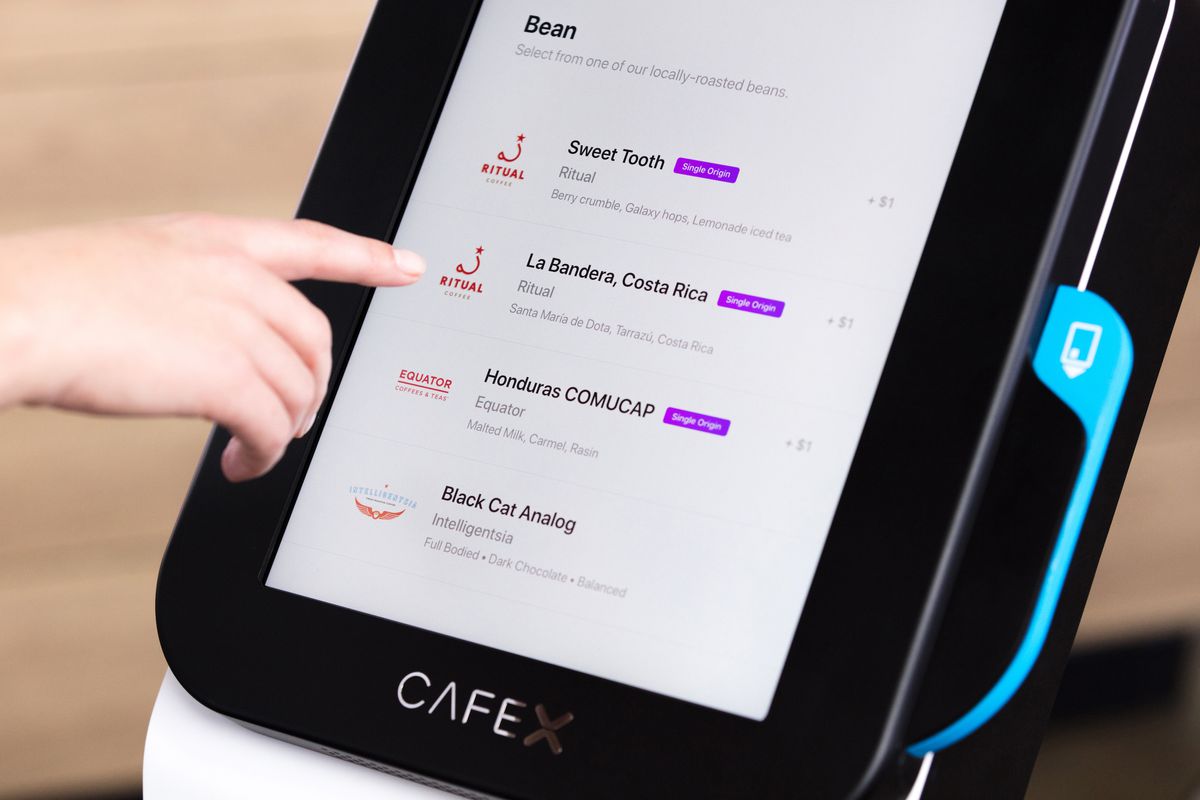 Bean
Select from one of our locally-roasted beans.
RITUAL
COFFEE
Sweet Tooth Single Origin
Ritual
Berry crumble, Galaxy hops, Lemonade iced tea
+ $1
RITUAL
COFFEE
La Bandera, Costa Rica Single Origin
Ritual
Santa María de Dota, Tarrazú, Costa Rica
+ $1
EQUATOR
COFFEES & TEAS
Honduras COMUCAP Single Origin
Equator
Malted Milk, Carmel, Rasin
+ $1
INTELLIGENTSIA
Black Cat Analog
Intelligentsia
Full Bodied • Dark Chocolate • Balanced
CAFE X